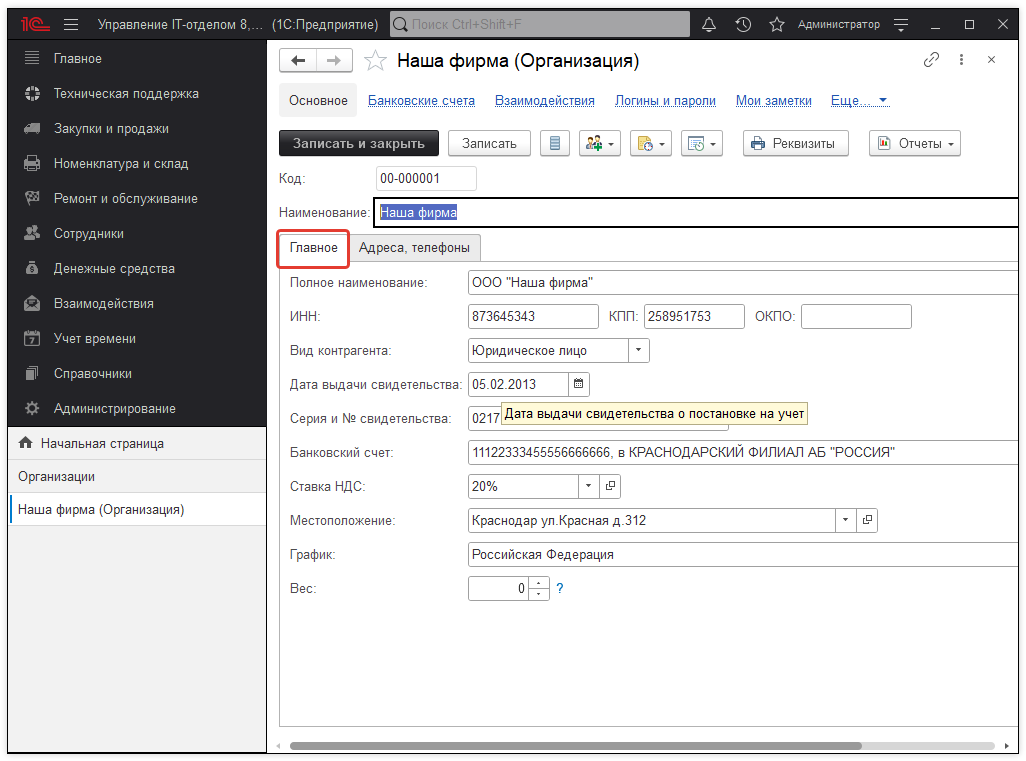 1С Управление IT-отделом 8,... (1С:Предприятие) Поиск Ctrl+Shift+F Администратор
Главное
Техническая поддержка
Закупки и продажи
Номенклатура и склад
Ремонт и обслуживание
Сотрудники
Денежные средства
Взаимодействия
7 Учет времени
Справочники
Администрирование
Начальная страница
Организации
Наша фирма (Организация)
Наша фирма (Организация)
Основное Банковские счета Взаимодействия Логины и пароли Мои заметки Еще...
Записать и закрыть Записать Реквизиты Отчеты
Код: 00-000001
Наименование: Наша фирма
Главное Адреса, телефоны
Полное наименование: ООО "Наша фирма"
ИНН: 873645343 КПП: 258951753 ОКПО:
Вид контрагента: Юридическое лицо
Дата выдачи свидетельства: 05.02.2013
Серия и № свидетельства: 0217 Дата выдачи свидетельства о постановке на учет
Банковский счет: 11122333455556666666, в КРАСНОДАРСКИЙ ФИЛИАЛ АБ "РОССИЯ"
Ставка НДС: 20%
Местоположение: Краснодар ул.Красная д.312
График: Российская Федерация
Вес: 0 ?